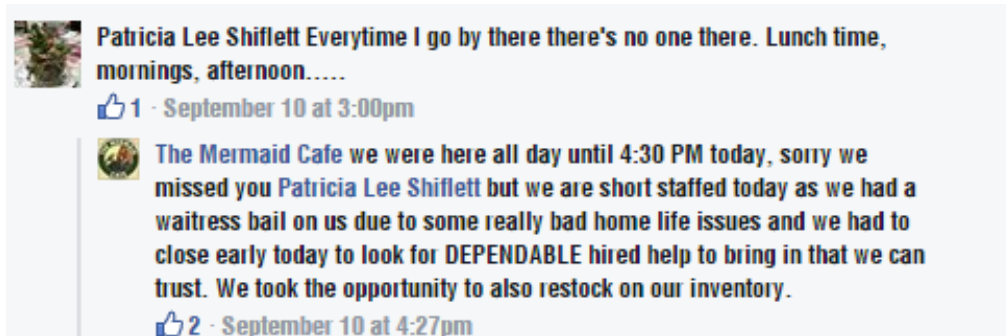 Patricia Lee Shiflett Everytime I go by there there's no one there. Lunch time,
mornings, afternoon.....
1 · September 10 at 3:00pm
The Mermaid Cafe we were here all day until 4:30 PM today, sorry we
missed you Patricia Lee Shiflett but we are short staffed today as we had a
waitress bail on us due to some really bad home life issues and we had to
close early today to look for DEPENDABLE hired help to bring in that we can
trust. We took the opportunity to also restock on our inventory.
2 · September 10 at 4:27pm